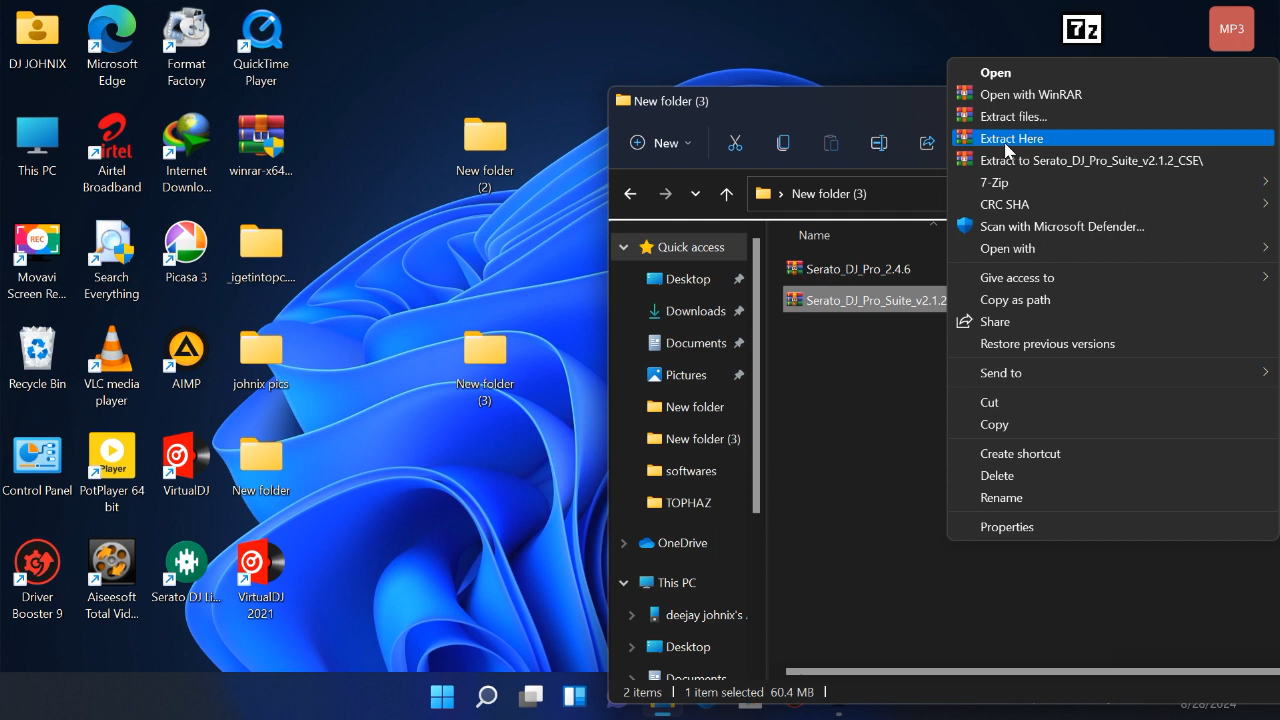 DJ JOHNIX
Microsoft
Edge
Format
Factory
QuickTime
Player
This PC
Airtel
Broadband
Internet
Downlo...
winrar-x64...
Movavi
Screen Re...
Search
Everything
Picasa 3
_igetintopc....
Recycle Bin
VLC media
player
AIMP
johnix pics
Control Panel
PotPlayer 64
bit
VirtualDJ
New folder
Driver
Booster 9
Aiseesoft
Total Vid...
Serato DJ Li...
VirtualDJ
2021
New folder
(2)
New folder
(3)
REC
airtel
Player
7z
MP3
New folder (3)
New
New folder (3)
Quick access
Desktop
Downloads
Documents
Pictures
New folder
New folder (3)
softwares
TOPHAZ
OneDrive
This PC
deejay johnix's
Desktop
Name
Serato_DJ_Pro_2.4.6
Serato_DJ_Pro_Suite_v2.1.2
2 items
1 item selected 60.4 MB
Open
Open with WinRAR
Extract files...
Extract Here
Extract to Serato_DJ_Pro_Suite_v2.1.2_CSE\
7-Zip
CRC SHA
Scan with Microsoft Defender...
Open with
Give access to
Copy as path
Share
Restore previous versions
Send to
Cut
Copy
Create shortcut
Delete
Rename
Properties
8/28/2024